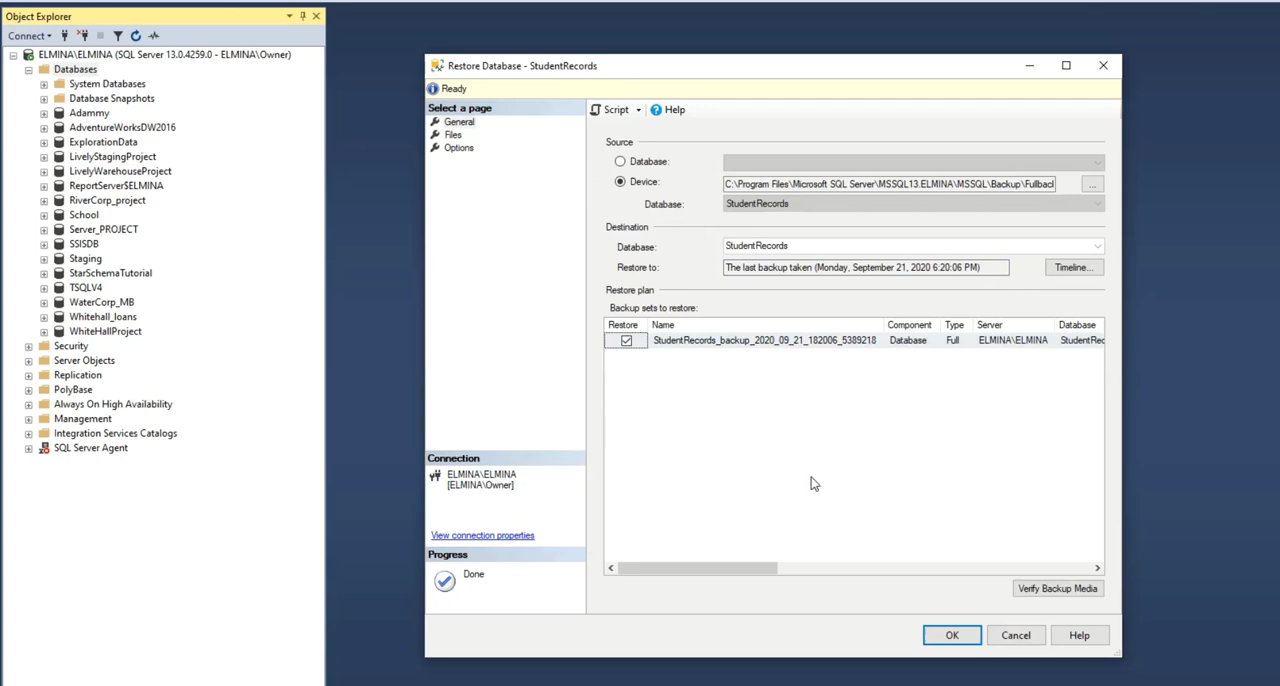 Object Explorer
Connect
ELMINA\ELMINA (SQL Server 13.0.4259.0 - ELMINA\Owner)
Databases
System Databases
Database Snapshots
Adammy
AdventureWorksDW2016
ExplorationData
LivelyStagingProject
LivelyWarehouseProject
ReportServer$ELMINA
RiverCorp_project
School
Server_PROJECT
SSISDB
Staging
StarSchemaTutorial
TSQLV4
WaterCorp_MB
Whitehall_loans
WhiteHallProject
Security
Server Objects
Replication
PolyBase
Always On High Availability
Management
Integration Services Catalogs
SQL Server Agent
Restore Database - StudentRecords
Ready
Select a page
General
Files
Options
Connection
ELMINA\ELMINA
[ELMINA\Owner]
View connection properties
Progress
Done
Script Help
Source
Database:
Device: C:\Program Files\Microsoft SQL Server\MSSQL13.ELMINA\MSSQL\Backup\Fullbacl ...
Database: StudentRecords
Destination
Database: StudentRecords
Restore to: The last backup taken (Monday, September 21, 2020 6:20:06 PM) Timeline...
Restore plan
Backup sets to restore:
Restore Name Component Type Server Database
StudentRecords_backup_2020_09_21_182006_5389218 Database Full ELMINA\ELMINA StudentRec
Verify Backup Media
OK Cancel Help